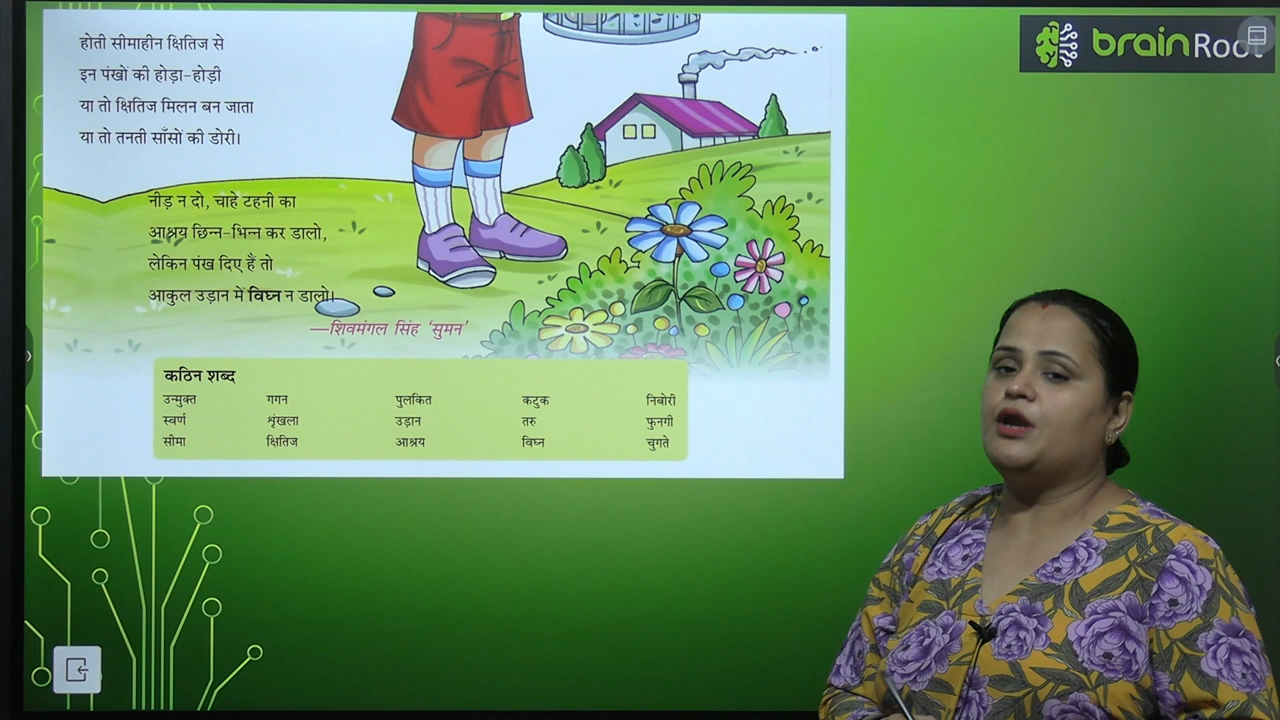 brainRoot
होती सीमाहीन क्षितिज से
इन पंखों की होड़ा-होड़ी
या तो क्षितिज मिलन बन जाता
या तो तनती साँसो की डोरी।
नीड़ न दो, चाहे टहनी का
आश्रय छिन्न-भिन्न कर डालो,
लेकिन पंख दिए हैं तो
आकुल उड़ान में विघ्न न डालो।
—शिवमंगल सिंह ‘सुमन’
कठिन शब्द
उन्मुक्त गगन पुलकित कटुक निबोरी
स्वर्ण शृंखला उड़ान तरु फुनगी
सीमा क्षितिज आश्रय विघ्न चुगते